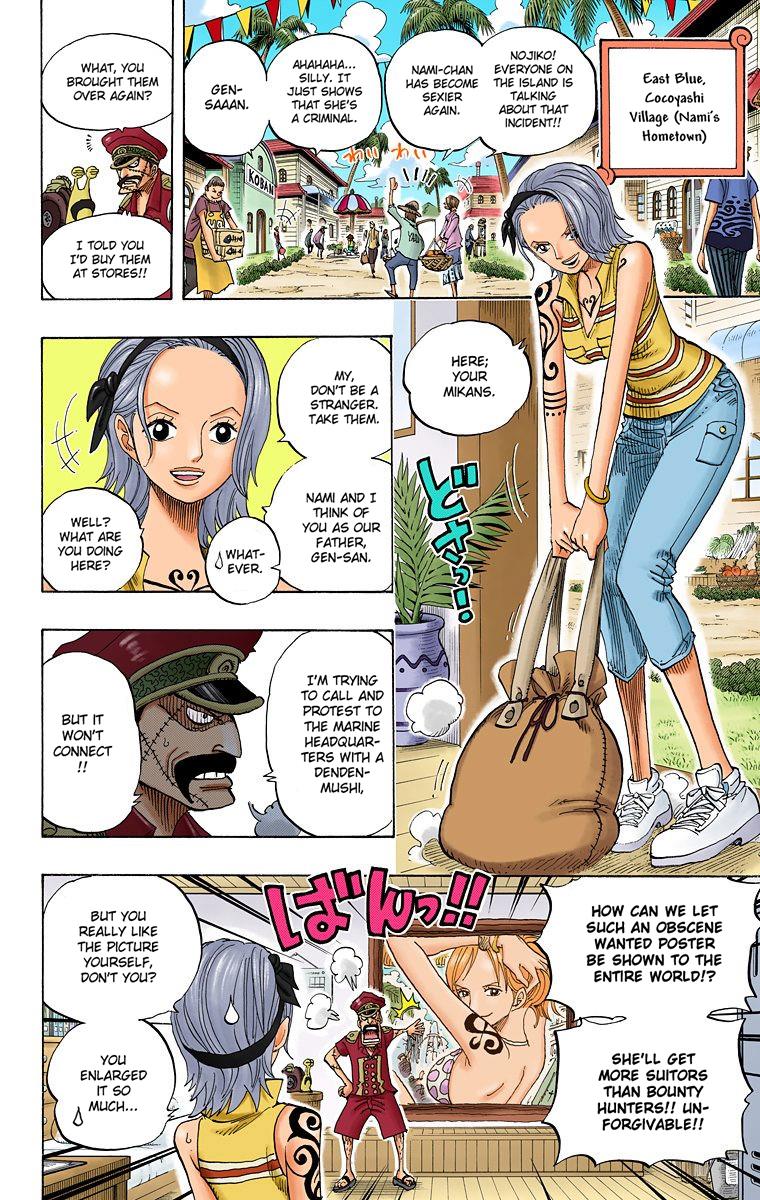 East Blue,
Cocoyashi
Village (Nami's
Hometown)
NOJIKO!
EVERYONE ON
THE ISLAND IS
TALKING
ABOUT THAT
INCIDENT!!
NAMI-CHAN
HAS BECOME
SEXIER
AGAIN.
AHAHAHA...
SILLY. IT
JUST SHOWS
THAT SHE'S
A CRIMINAL.
GEN-
SAAAN.
わいわい
KOBAN
WHAT, YOU
BROUGHT THEM
OVER AGAIN?
I TOLD YOU
I'D BUY THEM
AT STORES!!
HERE;
YOUR
MIKANS.
どさっ!
MY,
DON'T BE A
STRANGER.
TAKE THEM.
NAMI AND I
THINK OF
YOU AS OUR
FATHER,
GEN-SAN.
WHAT-
EVER.
WELL?
WHAT ARE
YOU DOING
HERE?
I'M TRYING
TO CALL AND
PROTEST TO
THE MARINE
HEADQUAR-
TERS WITH A
DENDEN-
MUSHI,
BUT IT
WON'T
CONNECT
!!
HOW CAN WE LET
SUCH AN OBSCENE
WANTED POSTER
BE SHOWN TO THE
ENTIRE WORLD!?
SHE'LL GET
MORE SUITORS
THAN BOUNTY
HUNTERS!! UN-
FORGIVABLE!!
ばんっ!!
BUT YOU
REALLY LIKE
THE PICTURE
YOURSELF,
DON'T YOU?
YOU
ENLARGED
IT SO
MUCH...